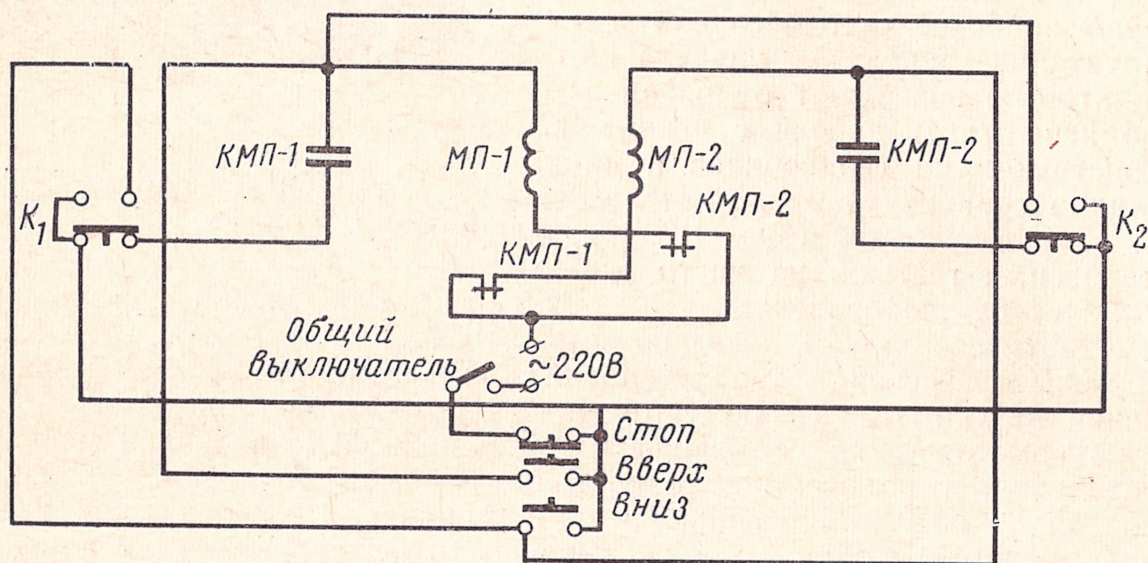 КМП-1
МП-1
МП-2
КМП-2
К₁
КМП-2
К₂
КМП-1
Общий
выключатель
~220В
Стоп
Вверх
вниз